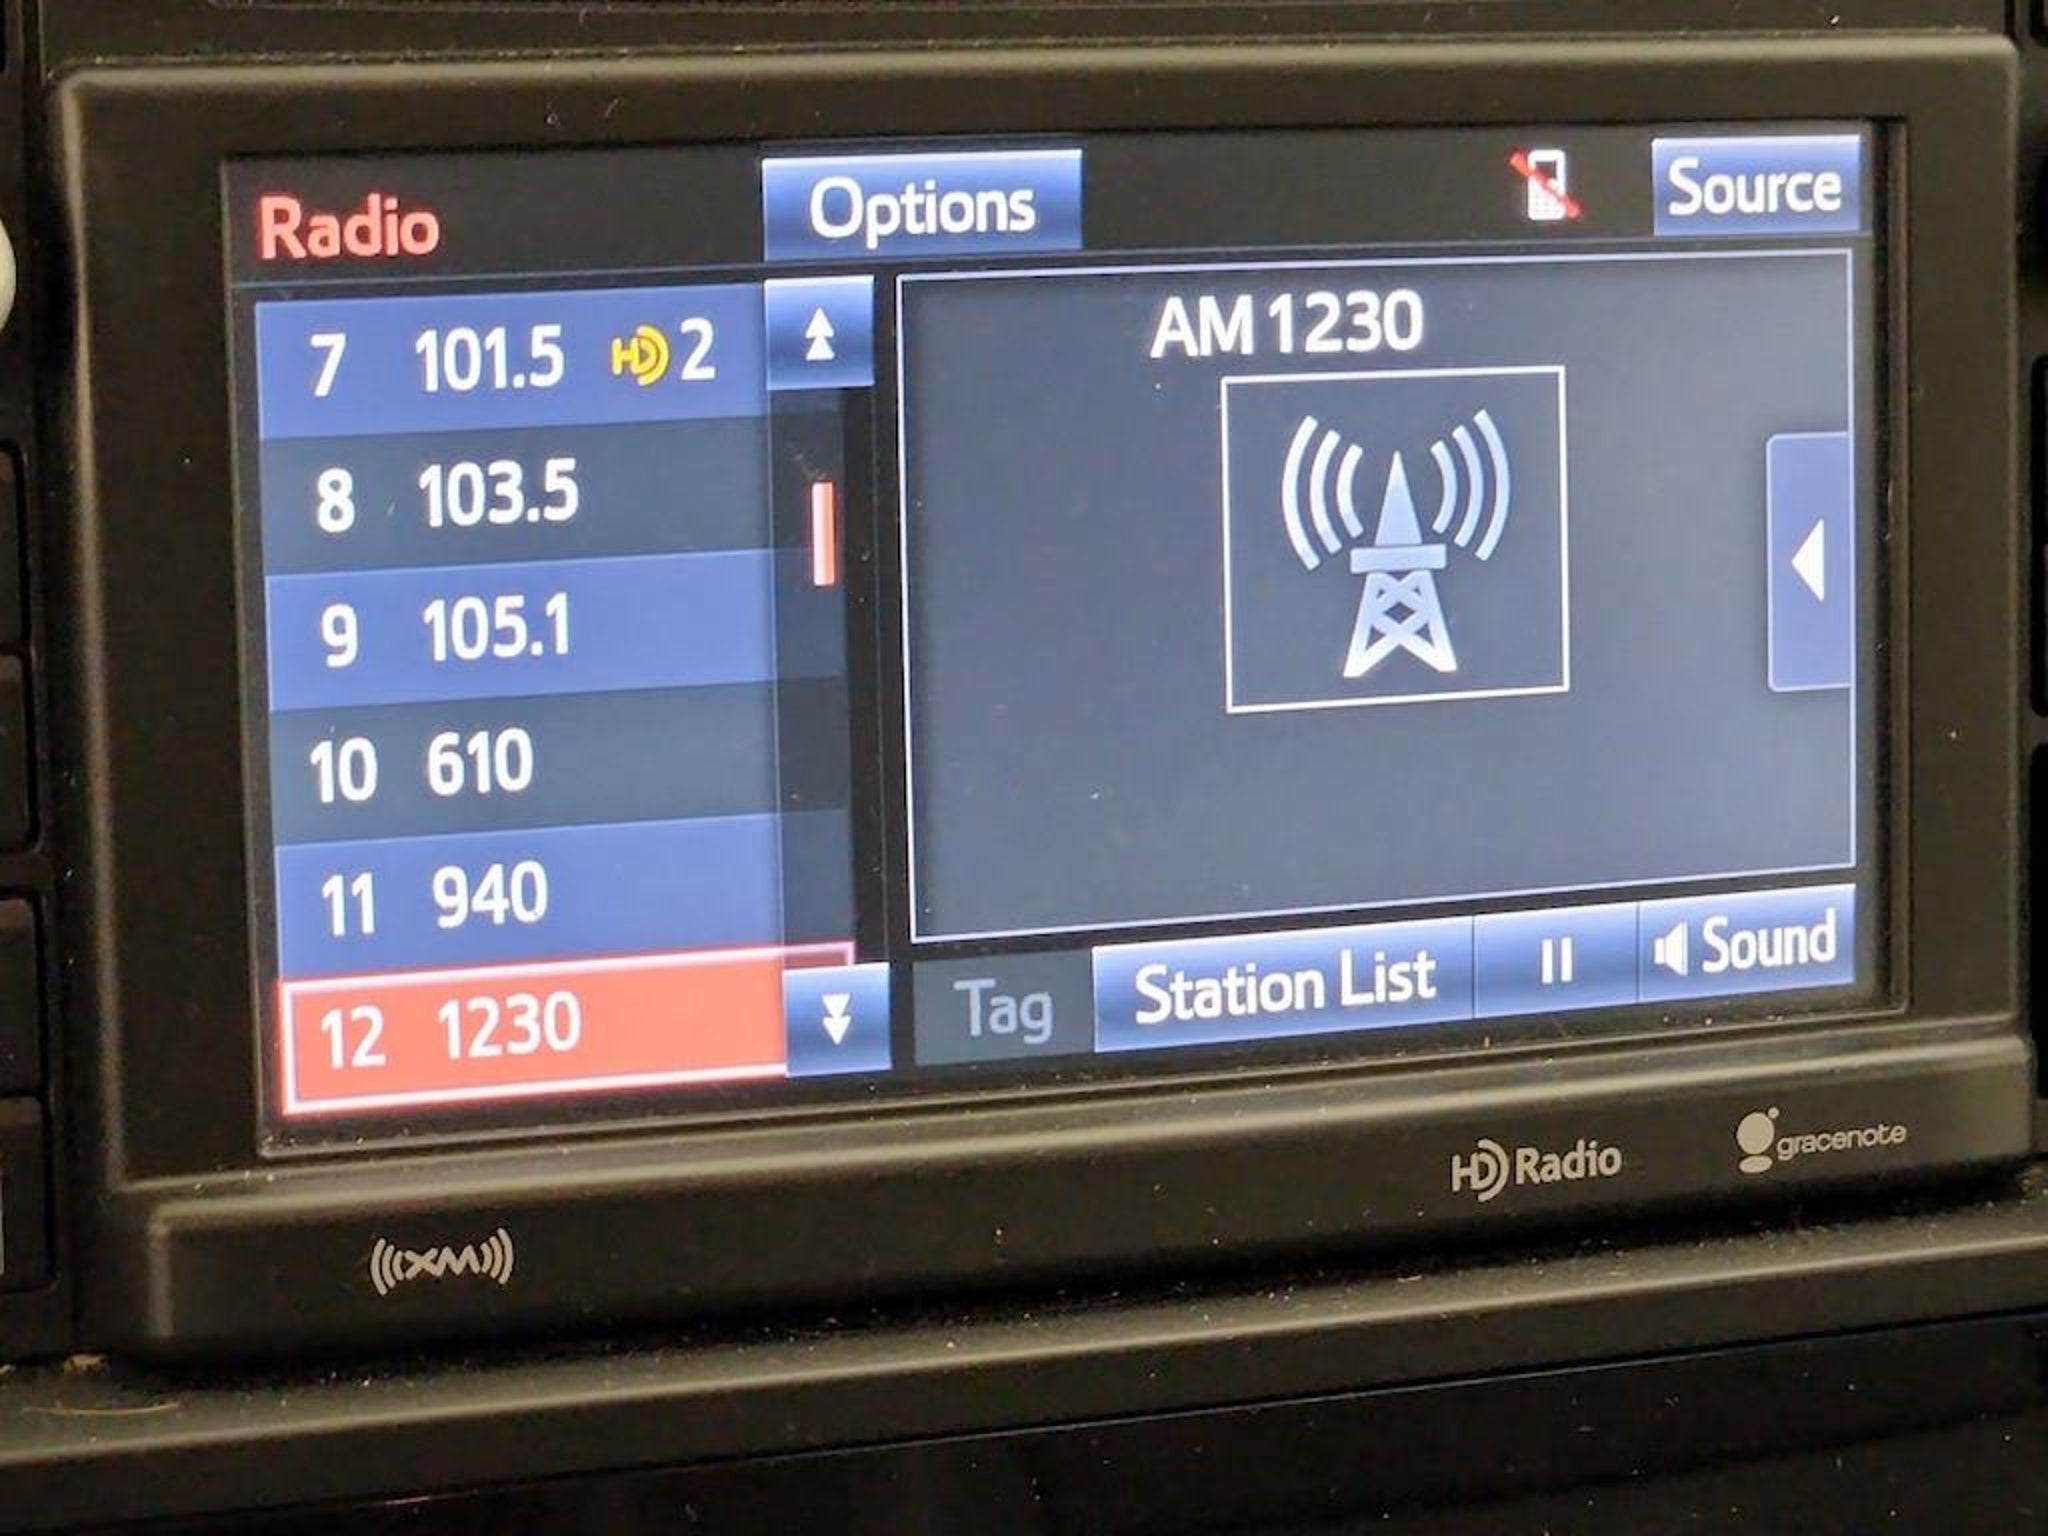 Radio
Options
Source
7 101.5 HD 2
8 103.5
9 105.1
10 610
11 940
12 1230
AM 1230
Tag
Station List
Sound
HD Radio
gracenote
((XM))